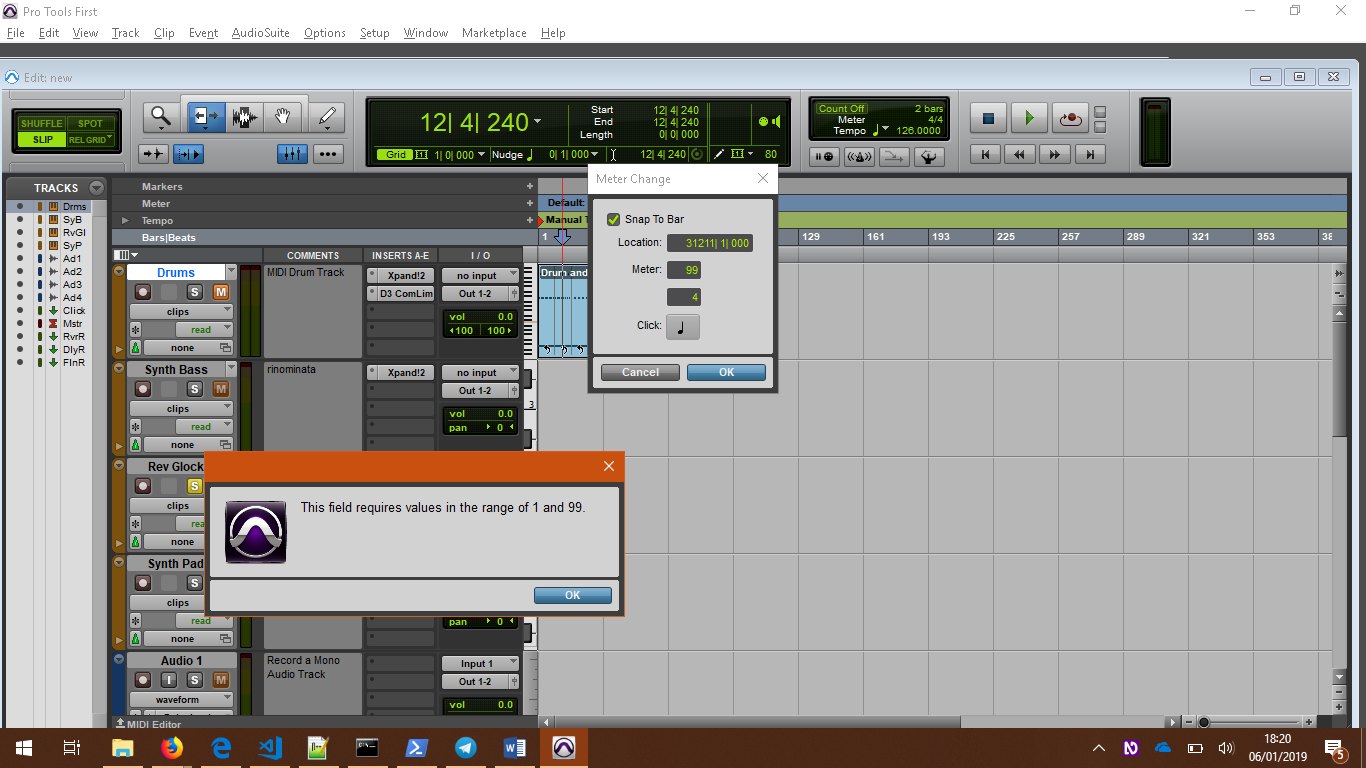 Pro Tools First
File Edit View Track Clip Event AudioSuite Options Setup Window Marketplace Help
Edit: new
SHUFFLE SPOT
SLIP REL GRID
12| 4| 240
Start 12| 4| 240
End 12| 4| 240
Length 0| 0| 000
Grid 1| 0| 000 Nudge 0| 1| 000 12| 4| 240 80
Count Off 2 bars
Meter 4/4
Tempo 126.0000
TRACKS
Drms
SyB
RvGl
SyP
Ad1
Ad2
Ad3
Ad4
Click
Mstr
RvrR
DlyR
FlnR
Markers
Meter
Default:
Tempo
Manual T
Bars|Beats
1 129 161 193 225 257 289 321 353 38
COMMENTS INSERTS A-E I / O
Drums
MIDI Drum Track
Xpand!2
no input
Drum and
S M
D3 ComLim
Out 1-2
clips
vol 0.0
read
100 100
none
Synth Bass
rinominata
Xpand!2
no input
S M
Out 1-2
clips
vol 0.0
read
pan 0
3
none
Rev Glock
S
clips
rea
none
Synth Pad
S
clips
read
pan 0
none
Audio 1
Record a Mono
Audio Track
Input 1
I S M
Out 1-2
waveform
vol 0.0
MIDI Editor
Meter Change
Snap To Bar
Location: 31211| 1| 000
Meter: 99
4
Click:
Cancel OK
This field requires values in the range of 1 and 99.
OK
18:20
06/01/2019
5